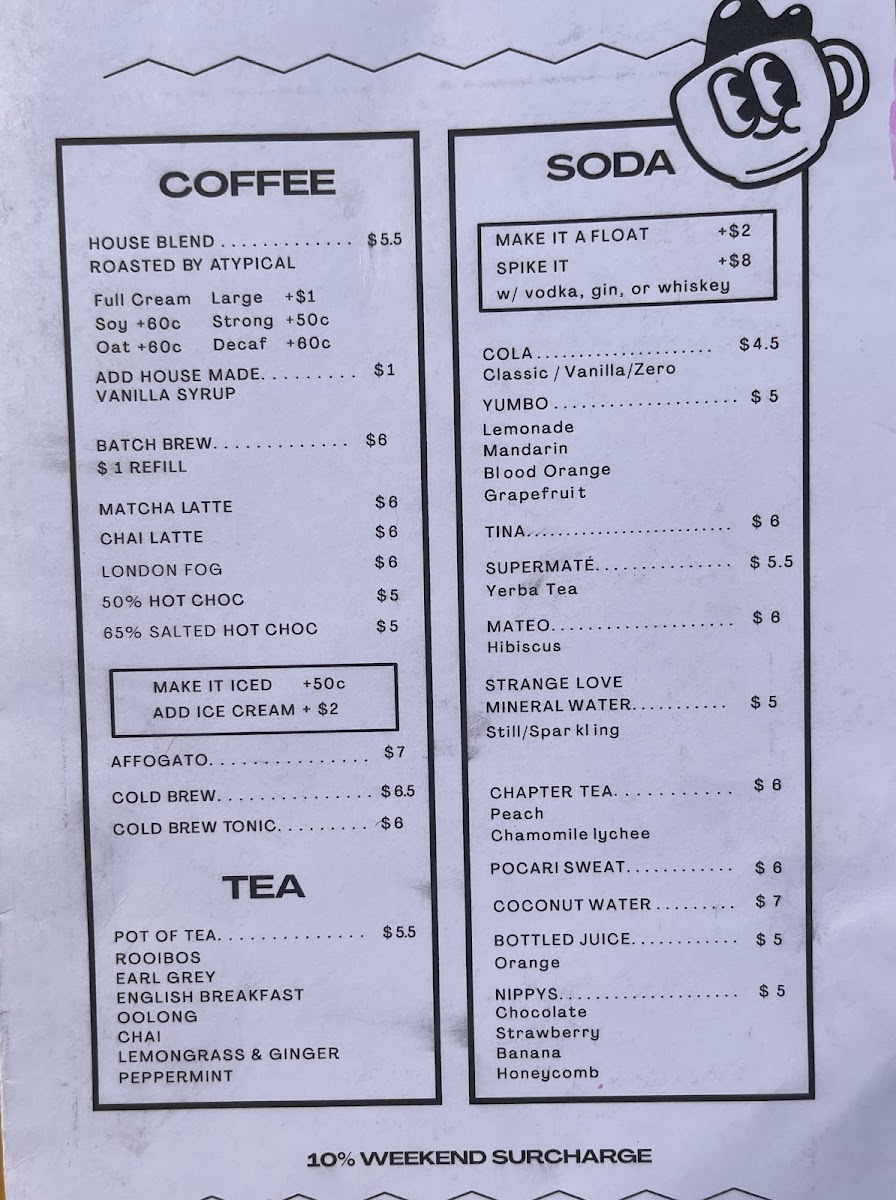 COFFEE
HOUSE BLEND ............. $5.5
ROASTED BY ATYPICAL
Full Cream Large +$1
Soy +60c Strong +50c
Oat +60c Decaf +60c
ADD HOUSE MADE......... $1
VANILLA SYRUP
BATCH BREW............. $6
$1 REFILL
MATCHA LATTE $6
CHAI LATTE $6
LONDON FOG $6
50% HOT CHOC $5
65% SALTED HOT CHOC $5
MAKE IT ICED +50c
ADD ICE CREAM + $2
AFFOGATO............... $7
COLD BREW............... $6.5
COLD BREW TONIC......... $6
TEA
POT OF TEA.............. $5.5
ROOIBOS
EARL GREY
ENGLISH BREAKFAST
OOLONG
CHAI
LEMONGRASS & GINGER
PEPPERMINT
SODA
MAKE IT A FLOAT +$2
SPIKE IT +$8
w/ vodka, gin, or whiskey
COLA.................... $4.5
Classic / Vanilla/Zero
YUMBO ................... $5
Lemonade
Mandarin
Blood Orange
Grapefruit
TINA....................... $6
SUPERMATÉ............... $5.5
Yerba Tea
MATEO.................... $6
Hibiscus
STRANGE LOVE
MINERAL WATER.......... $5
Still/Sparkling
CHAPTER TEA............ $6
Peach
Chamomile lychee
POCARI SWEAT............ $6
COCONUT WATER ......... $7
BOTTLED JUICE............ $5
Orange
NIPPYS.................... $5
Chocolate
Strawberry
Banana
Honeycomb
10% WEEKEND SURCHARGE